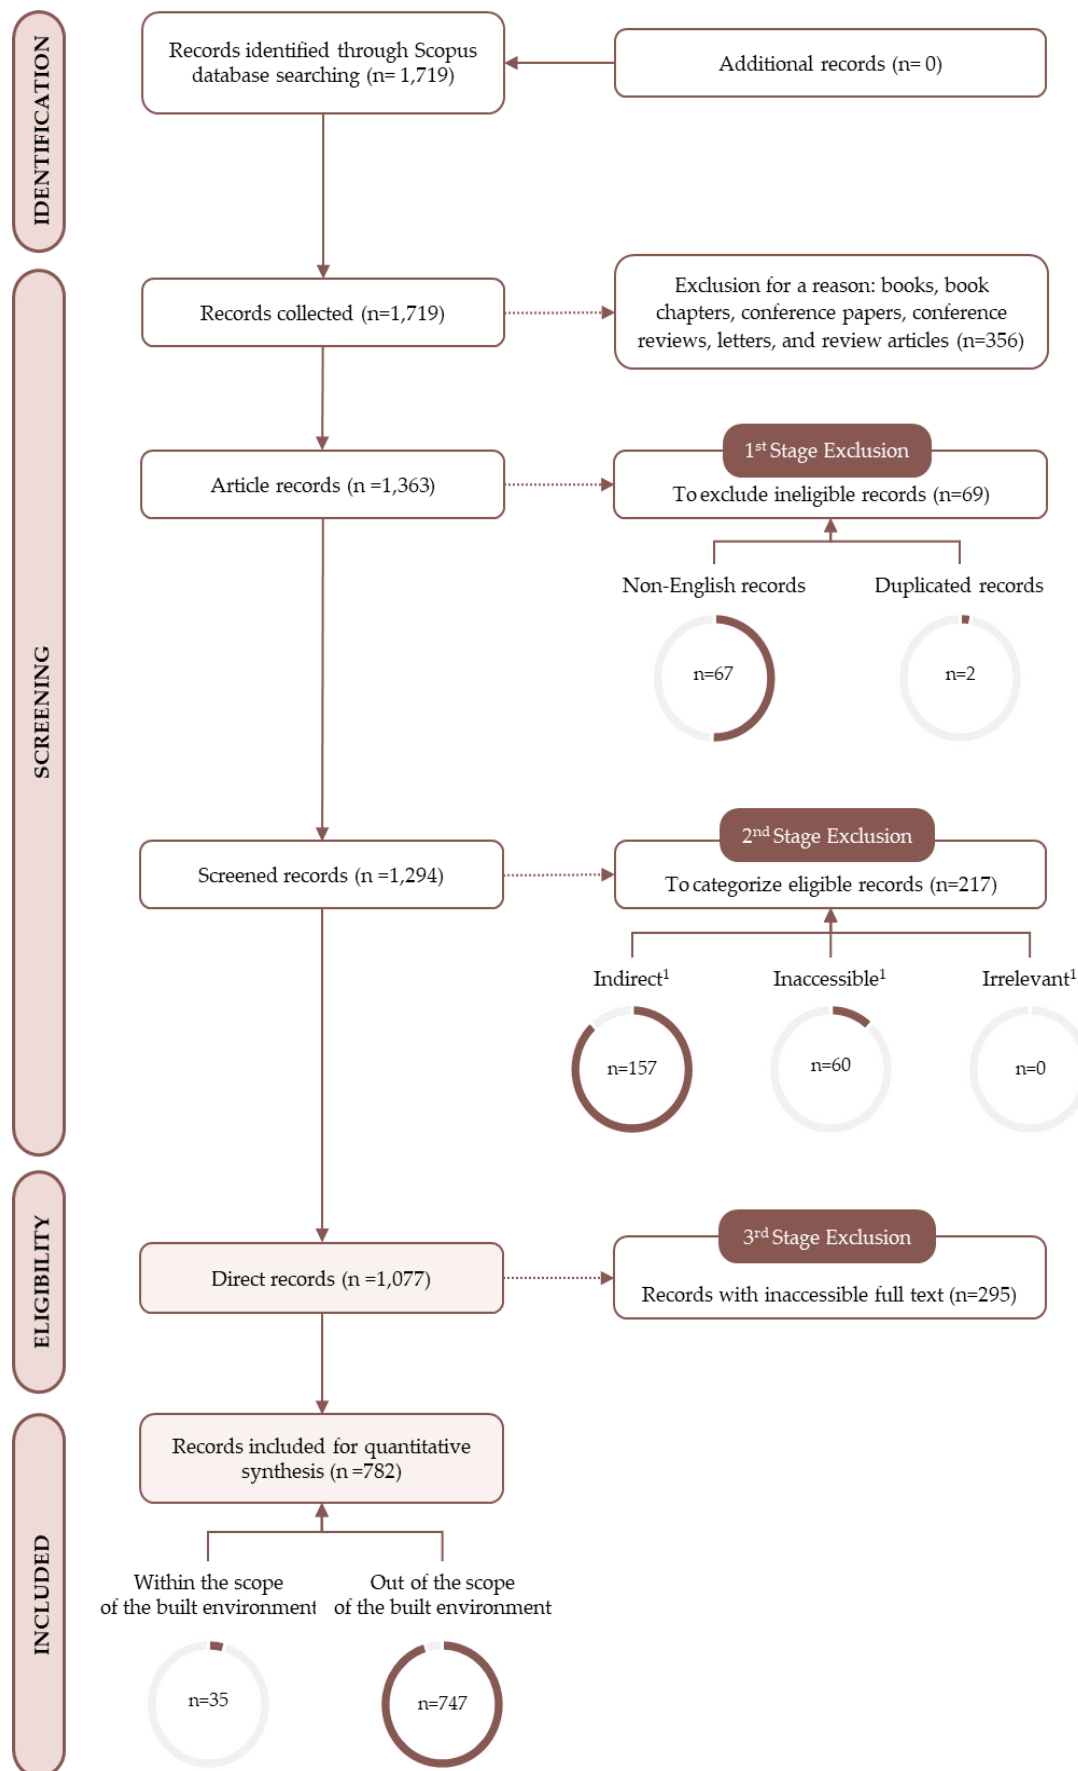 IDENTIFICATION
Records identified through Scopus
database searching (n= 1,719)
Additional records (n= 0)
SCREENING
Records collected (n=1,719)
Exclusion for a reason: books, book
chapters, conference papers, conference
reviews, letters, and review articles (n=356)
Article records (n =1,363)
1st Stage Exclusion
To exclude ineligible records (n=69)
Non-English records
Duplicated records
n=67
n=2
Screened records (n =1,294)
2nd Stage Exclusion
To categorize eligible records (n=217)
Indirect1
Inaccessible1
Irrelevant1
n=157
n=60
n=0
ELIGIBILITY
Direct records (n =1,077)
3rd Stage Exclusion
Records with inaccessible full text (n=295)
INCLUDED
Records included for quantitative
synthesis (n =782)
Within the scope
of the built environment
Out of the scope
of the built environment
n=35
n=747